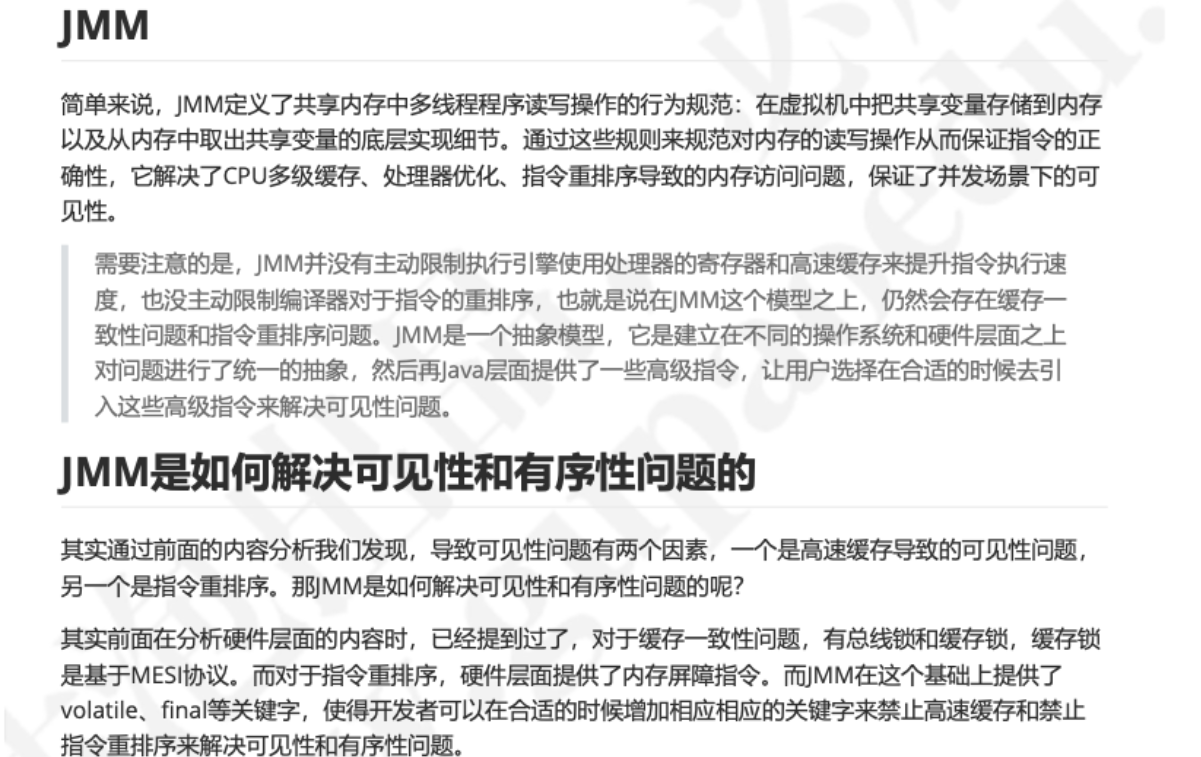 JMM
简单来说，JMM定义了共享内存中多线程程序读写操作的行为规范：在虚拟机中把共享变量存储到内存
以及从内存中取出共享变量的底层实现细节。通过这些规则来规范对内存的读写操作从而保证指令的正
确性，它解决了CPU多级缓存、处理器优化、指令重排序导致的内存访问问题，保证了并发场景下的可
见性。
需要注意的是，JMM并没有主动限制执行引擎使用处理器的寄存器和高速缓存来提升指令执行速
度，也没主动限制编译器对于指令的重排序，也就是说在JMM这个模型之上，仍然会存在缓存一
致性问题和指令重排序问题。JMM是一个抽象模型，它是建立在不同的操作系统和硬件层面之上
对问题进行了统一的抽象，然后再Java层面提供了一些高级指令，让用户选择在合适的时候去引
入这些高级指令来解决可见性问题。
JMM是如何解决可见性和有序性问题的
其实通过前面的内容分析我们发现，导致可见性问题有两个因素，一个是高速缓存导致的可见性问题，
另一个是指令重排序。那JMM是如何解决可见性和有序性问题的呢？
其实前面在分析硬件层面的内容时，已经提到过了，对于缓存一致性问题，有总线锁和缓存锁，缓存锁
是基于MESI协议。而对于指令重排序，硬件层面提供了内存屏障指令。而JMM在这个基础上提供了
volatile、final等关键字，使得开发者可以在合适的时候增加相应相应的关键字来禁止高速缓存和禁止
指令重排序来解决可见性和有序性问题。